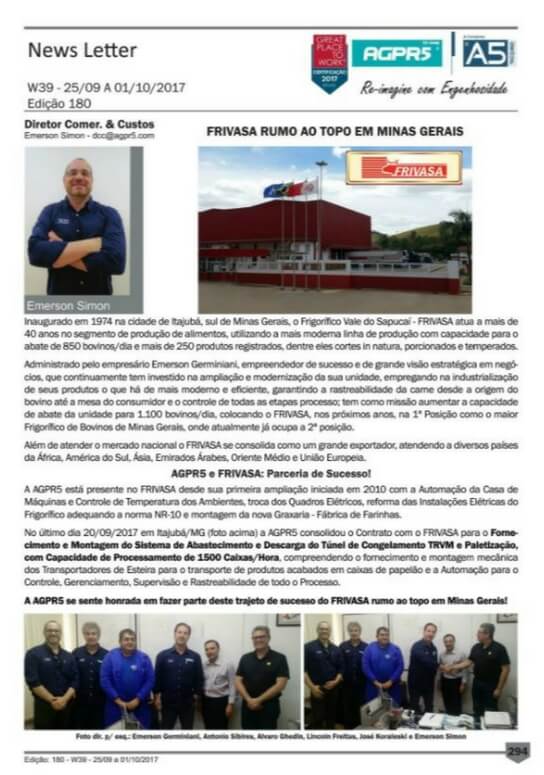 News Letter
W39 - 25/09 A 01/10/2017
Edição 180
GREAT
PLACE
TO
WORK
CERTIFICAÇÃO
2017
AGPR5
A5
Re-imagine com Engenhosidade
Diretor Comer. & Custos
Emerson Simon - dcc@agpr5.com
FRIVASA RUMO AO TOPO EM MINAS GERAIS
FRIVASA
Emerson Simon
Inaugurado em 1974 na cidade de Itajubá, sul de Minas Gerais, o Frigorífico Vale do Sapucaí - FRIVASA atua a mais de
40 anos no segmento de produção de alimentos, utilizando a mais moderna linha de produção com capacidade para o
abate de 850 bovinos/dia e mais de 250 produtos registrados, dentre eles cortes in natura, porcionados e temperados.
Administrado pelo empresário Emerson Germiniani, empreendedor de sucesso e de grande visão estratégica em negó-
cios, que continuamente tem investido na ampliação e modernização da sua unidade, empregando na industrialização
de seus produtos o que há de mais moderno e eficiente, garantindo a rastreabilidade da carne desde a origem do
bovino até a mesa do consumidor e o controle de todas as etapas processo; tem como missão aumentar a capacidade
de abate da unidade para 1.100 bovinos/dia, colocando o FRIVASA, nos próximos anos, na 1ª Posição como o maior
Frigorífico de Bovinos de Minas Gerais, onde atualmente já ocupa a 2ª posição.
Além de atender o mercado nacional o FRIVASA se consolida como um grande exportador, atendendo a diversos países
da África, América do Sul, Ásia, Emirados Árabes, Oriente Médio e União Europeia.
AGPR5 e FRIVASA: Parceria de Sucesso!
A AGPR5 está presente no FRIVASA desde sua primeira ampliação iniciada em 2010 com a Automação da Casa de
Máquinas e Controle de Temperatura dos Ambientes, troca dos Quadros Elétricos, reforma das Instalações Elétricas do
Frigorífico adequando a norma NR-10 e montagem da nova Graxaria - Fábrica de Farinhas.
No último dia 20/09/2017 em Itajubá/MG (foto acima) a AGPR5 consolidou o Contrato com o FRIVASA para o Forne-
cimento e Montagem do Sistema de Abastecimento e Descarga do Túnel de Congelamento TRVM e Paletização,
com Capacidade de Processamento de 1500 Caixas/Hora, compreendendo o fornecimento e montagem mecânica
dos Transportadores de Esteira para o transporte de produtos acabados em caixas de papelão e a Automação para o
Controle, Gerenciamento, Supervisão e Rastreabilidade de todo o Processo.
A AGPR5 se sente honrada em fazer parte deste trajeto de sucesso do FRIVASA rumo ao topo em Minas Gerais!
Foto dir. p/ esq.: Emerson Germiniani, Antonio Sibires, Alvaro Ghedin, Lincoln Freitas, José Koraleski e Emerson Simon
294
Edição: 180 - W39 - 25/09 a 01/10/2017